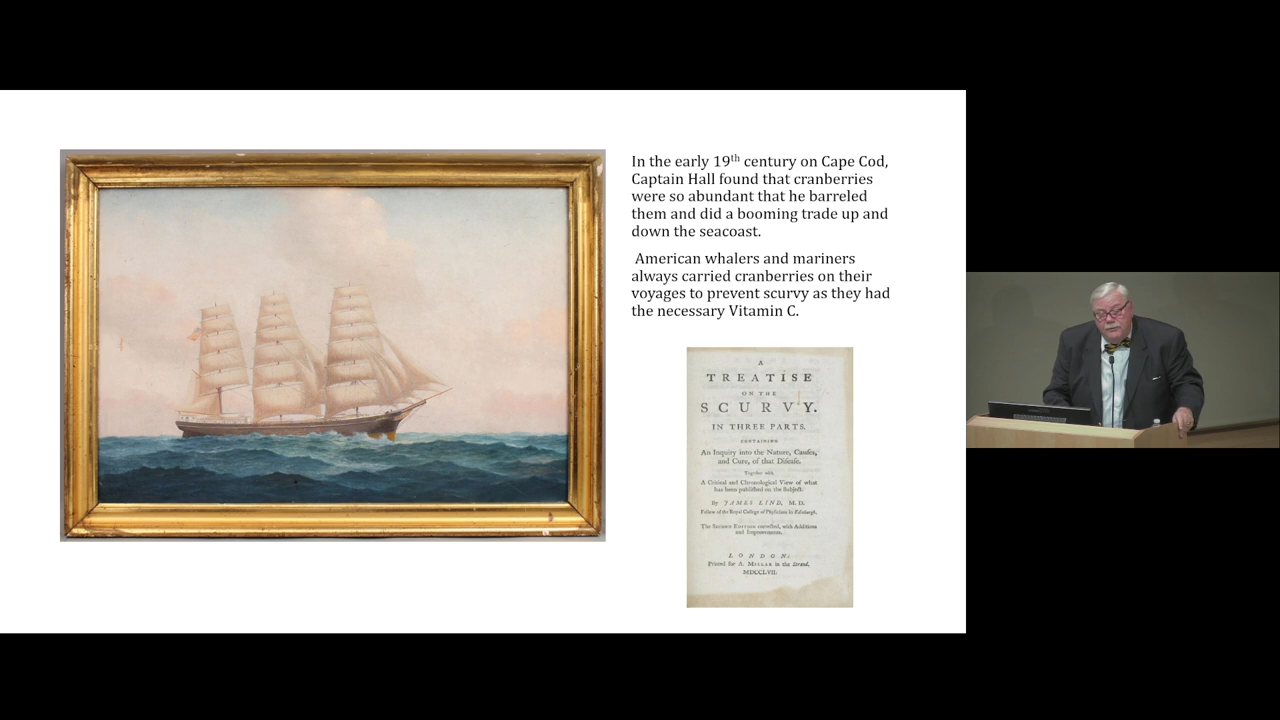 In the early 19th century on Cape Cod,
Captain Hall found that cranberries
were so abundant that he barreled
them and did a booming trade up and
down the seacoast.
American whalers and mariners
always carried cranberries on their
voyages to prevent scurvy as they had
the necessary Vitamin C.
A
TREATISE
ON THE
SCURVY.
IN THREE PARTS.
CONTAINING
An Inquiry into the Nature, Causes,
and Cure, of that Disease.
Together with
A Critical and Chronological View of what
has been published on the Subject.
By JAMES LIND, M. D.
Fellow of the Royal College of Physicians in Edinburgh.
The SECOND EDITION corrected, with Additions
and Improvements.
LONDON:
Printed for A. MILLAR in the Strand,
MDCCLVII.